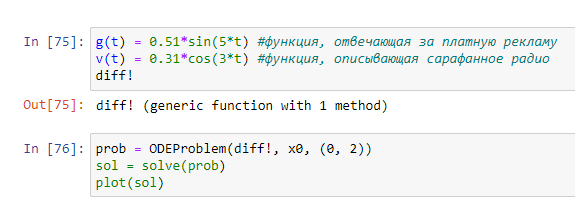 In [75]: g(t) = 0.51*sin(5*t) #функция, отвечающая за платную рекламу
v(t) = 0.31*cos(3*t) #функция, описывающая сарафанное радио
diff!
Out[75]: diff! (generic function with 1 method)
In [76]: prob = ODEProblem(diff!, x0, (0, 2))
sol = solve(prob)
plot(sol)